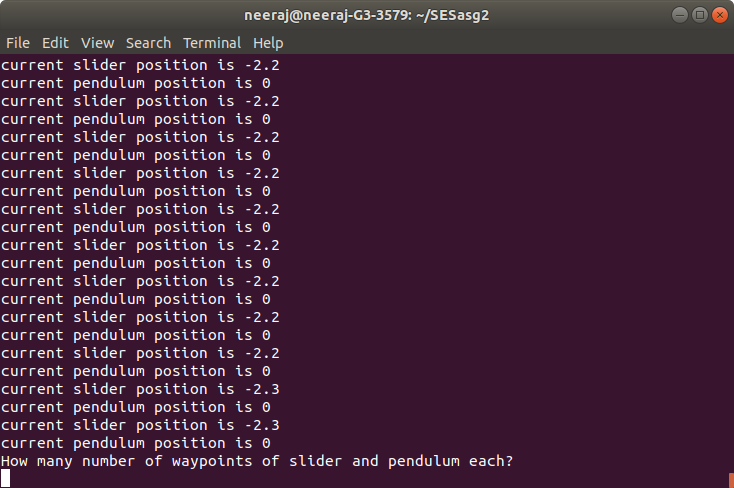 neeraj@neeraj-G3-3579: ~/SESasg2
File Edit View Search Terminal Help
current slider position is -2.2
current pendulum position is 0
current slider position is -2.2
current pendulum position is 0
current slider position is -2.2
current pendulum position is 0
current slider position is -2.2
current pendulum position is 0
current slider position is -2.2
current pendulum position is 0
current slider position is -2.2
current pendulum position is 0
current slider position is -2.2
current pendulum position is 0
current slider position is -2.2
current pendulum position is 0
current slider position is -2.2
current pendulum position is 0
current slider position is -2.3
current pendulum position is 0
current slider position is -2.3
current pendulum position is 0
How many number of waypoints of slider and pendulum each?